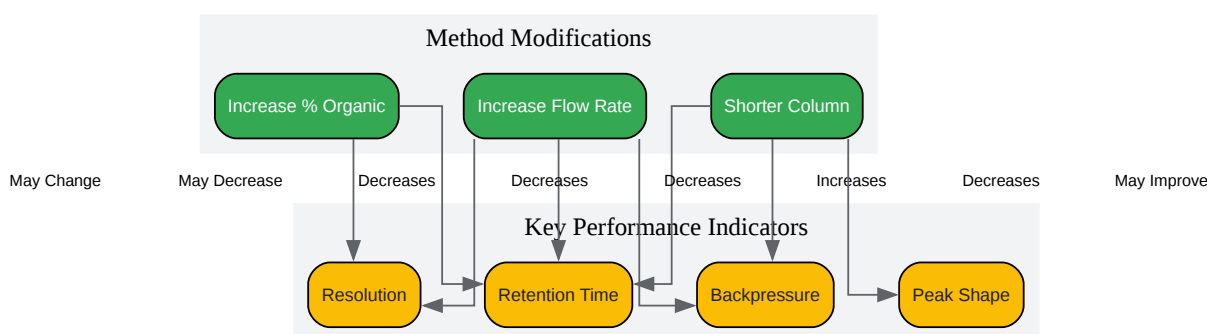 Method Modifications
Increase % Organic
Increase Flow Rate
Shorter Column
May Change
May Decrease
Decreases
Decreases
Decreases
Increases
Decreases
May Improve
Key Performance Indicators
Resolution
Retention Time
Backpressure
Peak Shape